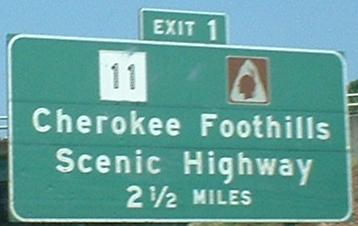 EXIT 1
11
Cherokee Foothills
Scenic Highway
2 1/2 MILES